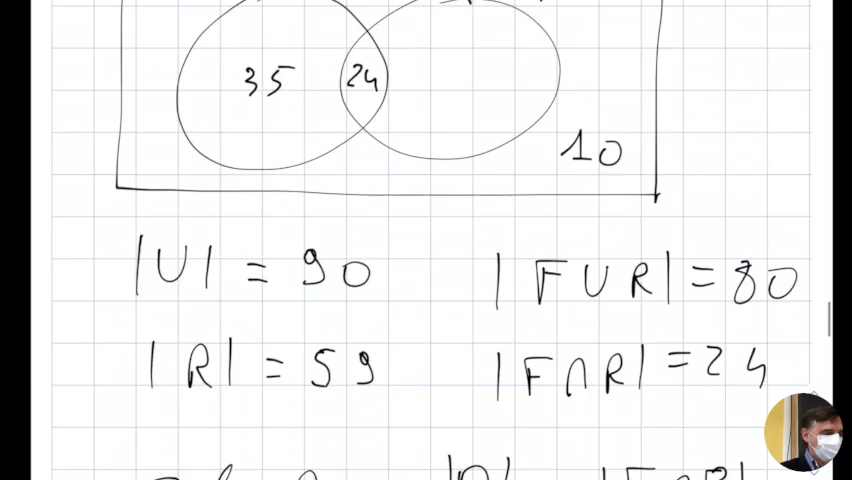 35 24
10
|U| = 90 |F∪R| = 80
|R| = 59 |F∩R| = 24